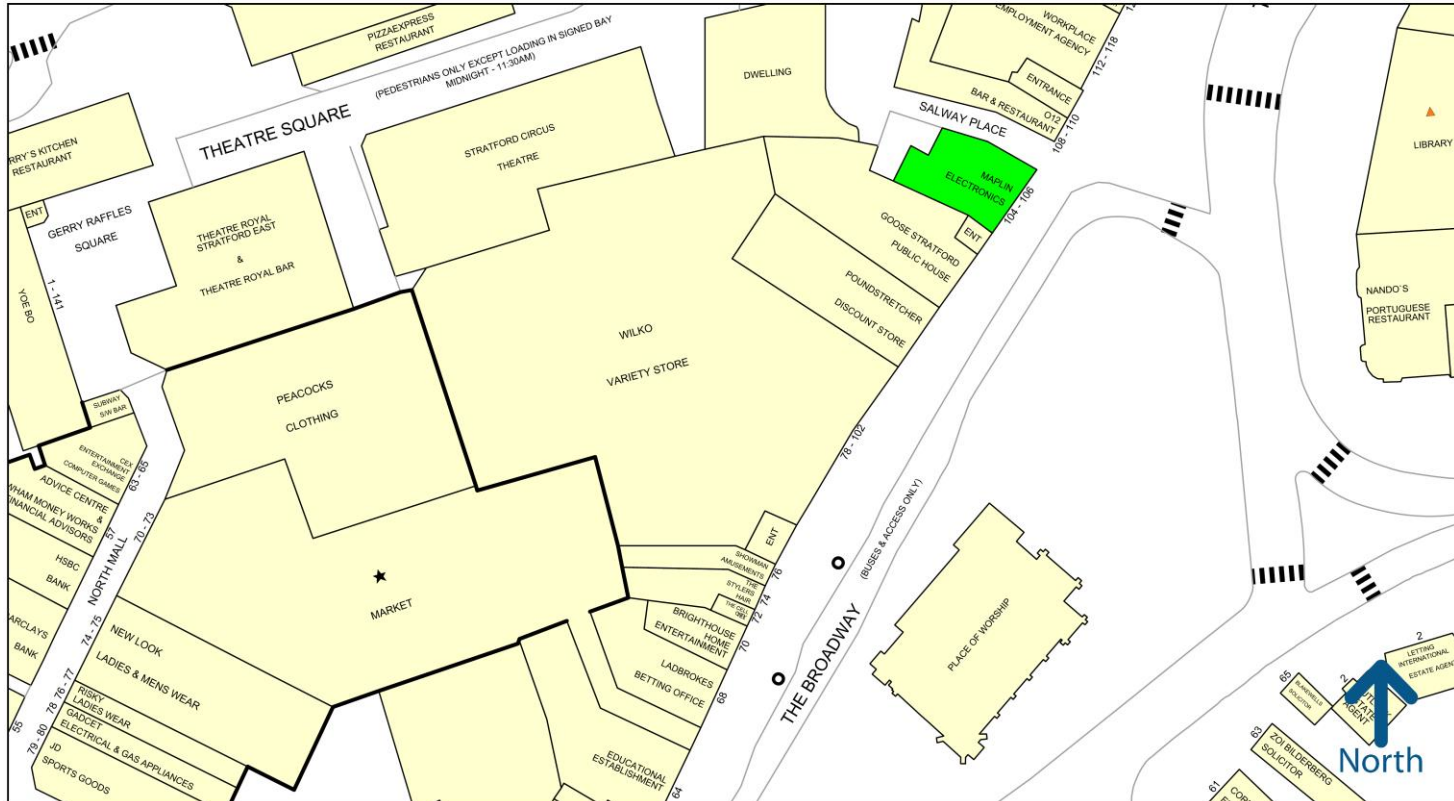 PIZZAEXPRESS
RESTAURANT
(PEDESTRIANS ONLY EXCEPT LOADING IN SIGNED BAY
MIDNIGHT - 11:30AM)
THEATRE SQUARE
STRATFORD CIRCUS
THEATRE
DWELLING
WORKPLACE
EMPLOYMENT AGENCY
112 - 118
ENTRANCE
O12
BAR & RESTAURANT
108 - 110
SALWAY PLACE
MAPLIN
ELECTRONICS
104 - 106
LIBRARY
KITCHEN
RESTAURANT
ENT
GERRY RAFFLES
SQUARE
THEATRE ROYAL
STRATFORD EAST
&
THEATRE ROYAL BAR
1 - 141
YOE BO
GOOSE STRATFORD
PUBLIC HOUSE
ENT
POUNDSTRETCHER
DISCOUNT STORE
NANDO`S
PORTUGUESE
RESTAURANT
WILKO
VARIETY STORE
PEACOCKS
CLOTHING
SUBWAY
S/W BAR
CEX
ENTERTAINMENT
EXCHANGE
COMPUTER GAMES
63 - 65
ADVICE CENTRE
&
MONEY WORKS
FINANCIAL ADVISORS
57
70 - 73
HSBC
BANK
NORTH MALL
BANK
78 - 102
ENT
SHOWMAN
AMUSEMENTS
76
THE
STYLERS
HAIR
74
THE CELL
72
BRIGHTHOUSE
HOME
ENTERTAINMENT
70
LADBROKES
BETTING OFFICE
68
EDUCATIONAL
ESTABLISHMENT
64
MARKET
74 - 75
NEW LOOK
LADIES & MENS WEAR
76 - 77
RISKY
LADIES WEAR
78
GADCET
ELECTRICAL & GAS APPLIANCES
79 - 80
JD
SPORTS GOODS
55
THE BROADWAY
(BUSES & ACCESS ONLY)
PLACE OF WORSHIP
2
LETTING
INTERNATIONAL
ESTATE AGENT
2
AGENT
65
SOLICITOR
63
ZOI BILDERBERG
SOLICITOR
61
North